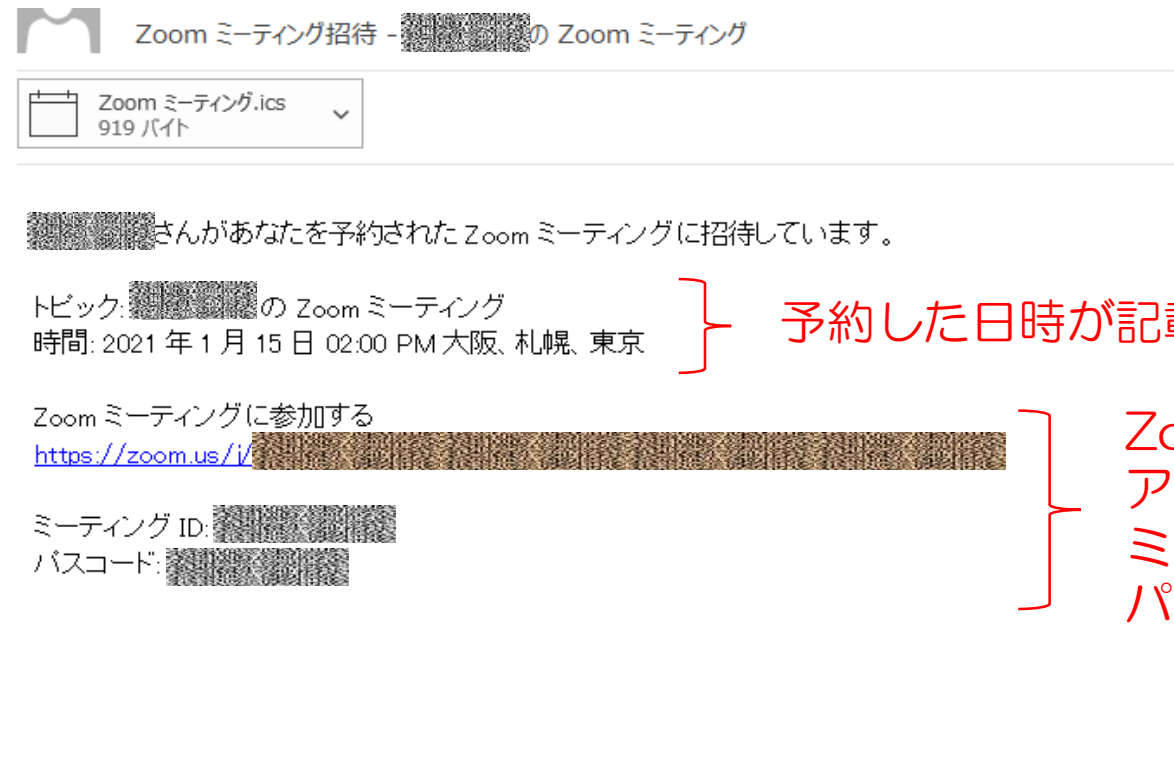 Zoom ミーティング招待 - の Zoom ミーティング
Zoom ミーティング.ics
919 バイト
さんがあなたを予約された Zoom ミーティングに招待しています。
トピック: の Zoom ミーティング
時間: 2021 年 1 月 15 日 02:00 PM 大阪、札幌、東京
予約した日時が記
Zoom ミーティングに参加する
https://zoom.us/j/
ミーティング ID:
パスコード:
Zo
ア
ミ
パ